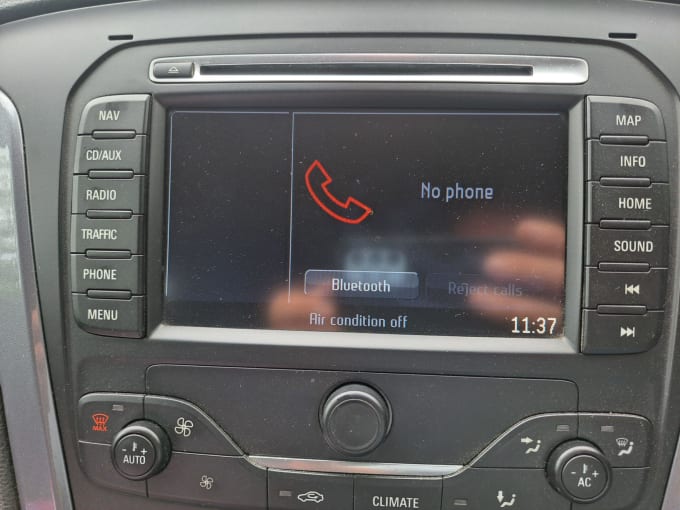 NAV
CD/AUX
RADIO
TRAFFIC
PHONE
MENU
No phone
Bluetooth
Reject calls
Air condition off
11:37
MAP
INFO
HOME
SOUND
MAX
- +
AUTO
CLIMATE
- +
AC